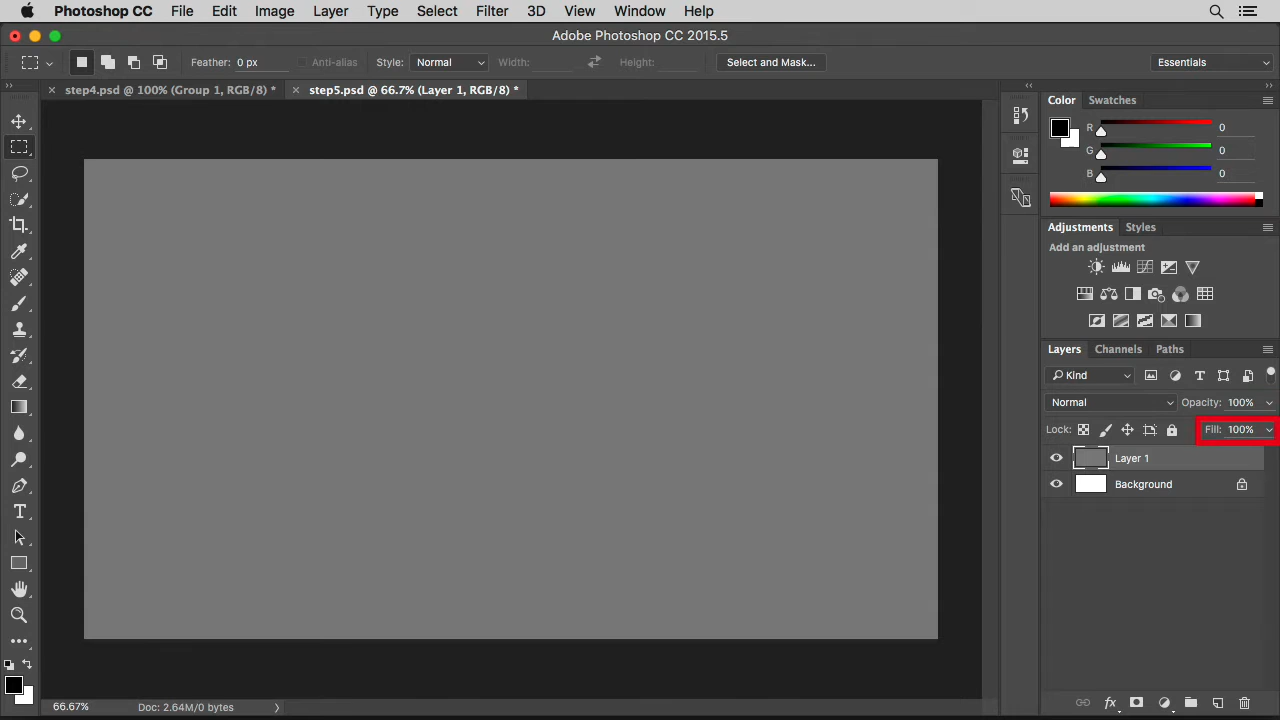 Photoshop CC File Edit Image Layer Type Select Filter 3D View Window Help
Adobe Photoshop CC 2015.5
Feather: 0 px Anti-alias Style: Normal Width: Height: Select and Mask... Essentials
step4.psd @ 100% (Group 1, RGB/8) * step5.psd @ 66.7% (Layer 1, RGB/8) *
Color Swatches
R 0
G 0
B 0
Adjustments Styles
Add an adjustment
Layers Channels Paths
Kind
Normal Opacity: 100%
Lock: Fill: 100%
Layer 1
Background
66.67% Doc: 2.64M/0 bytes